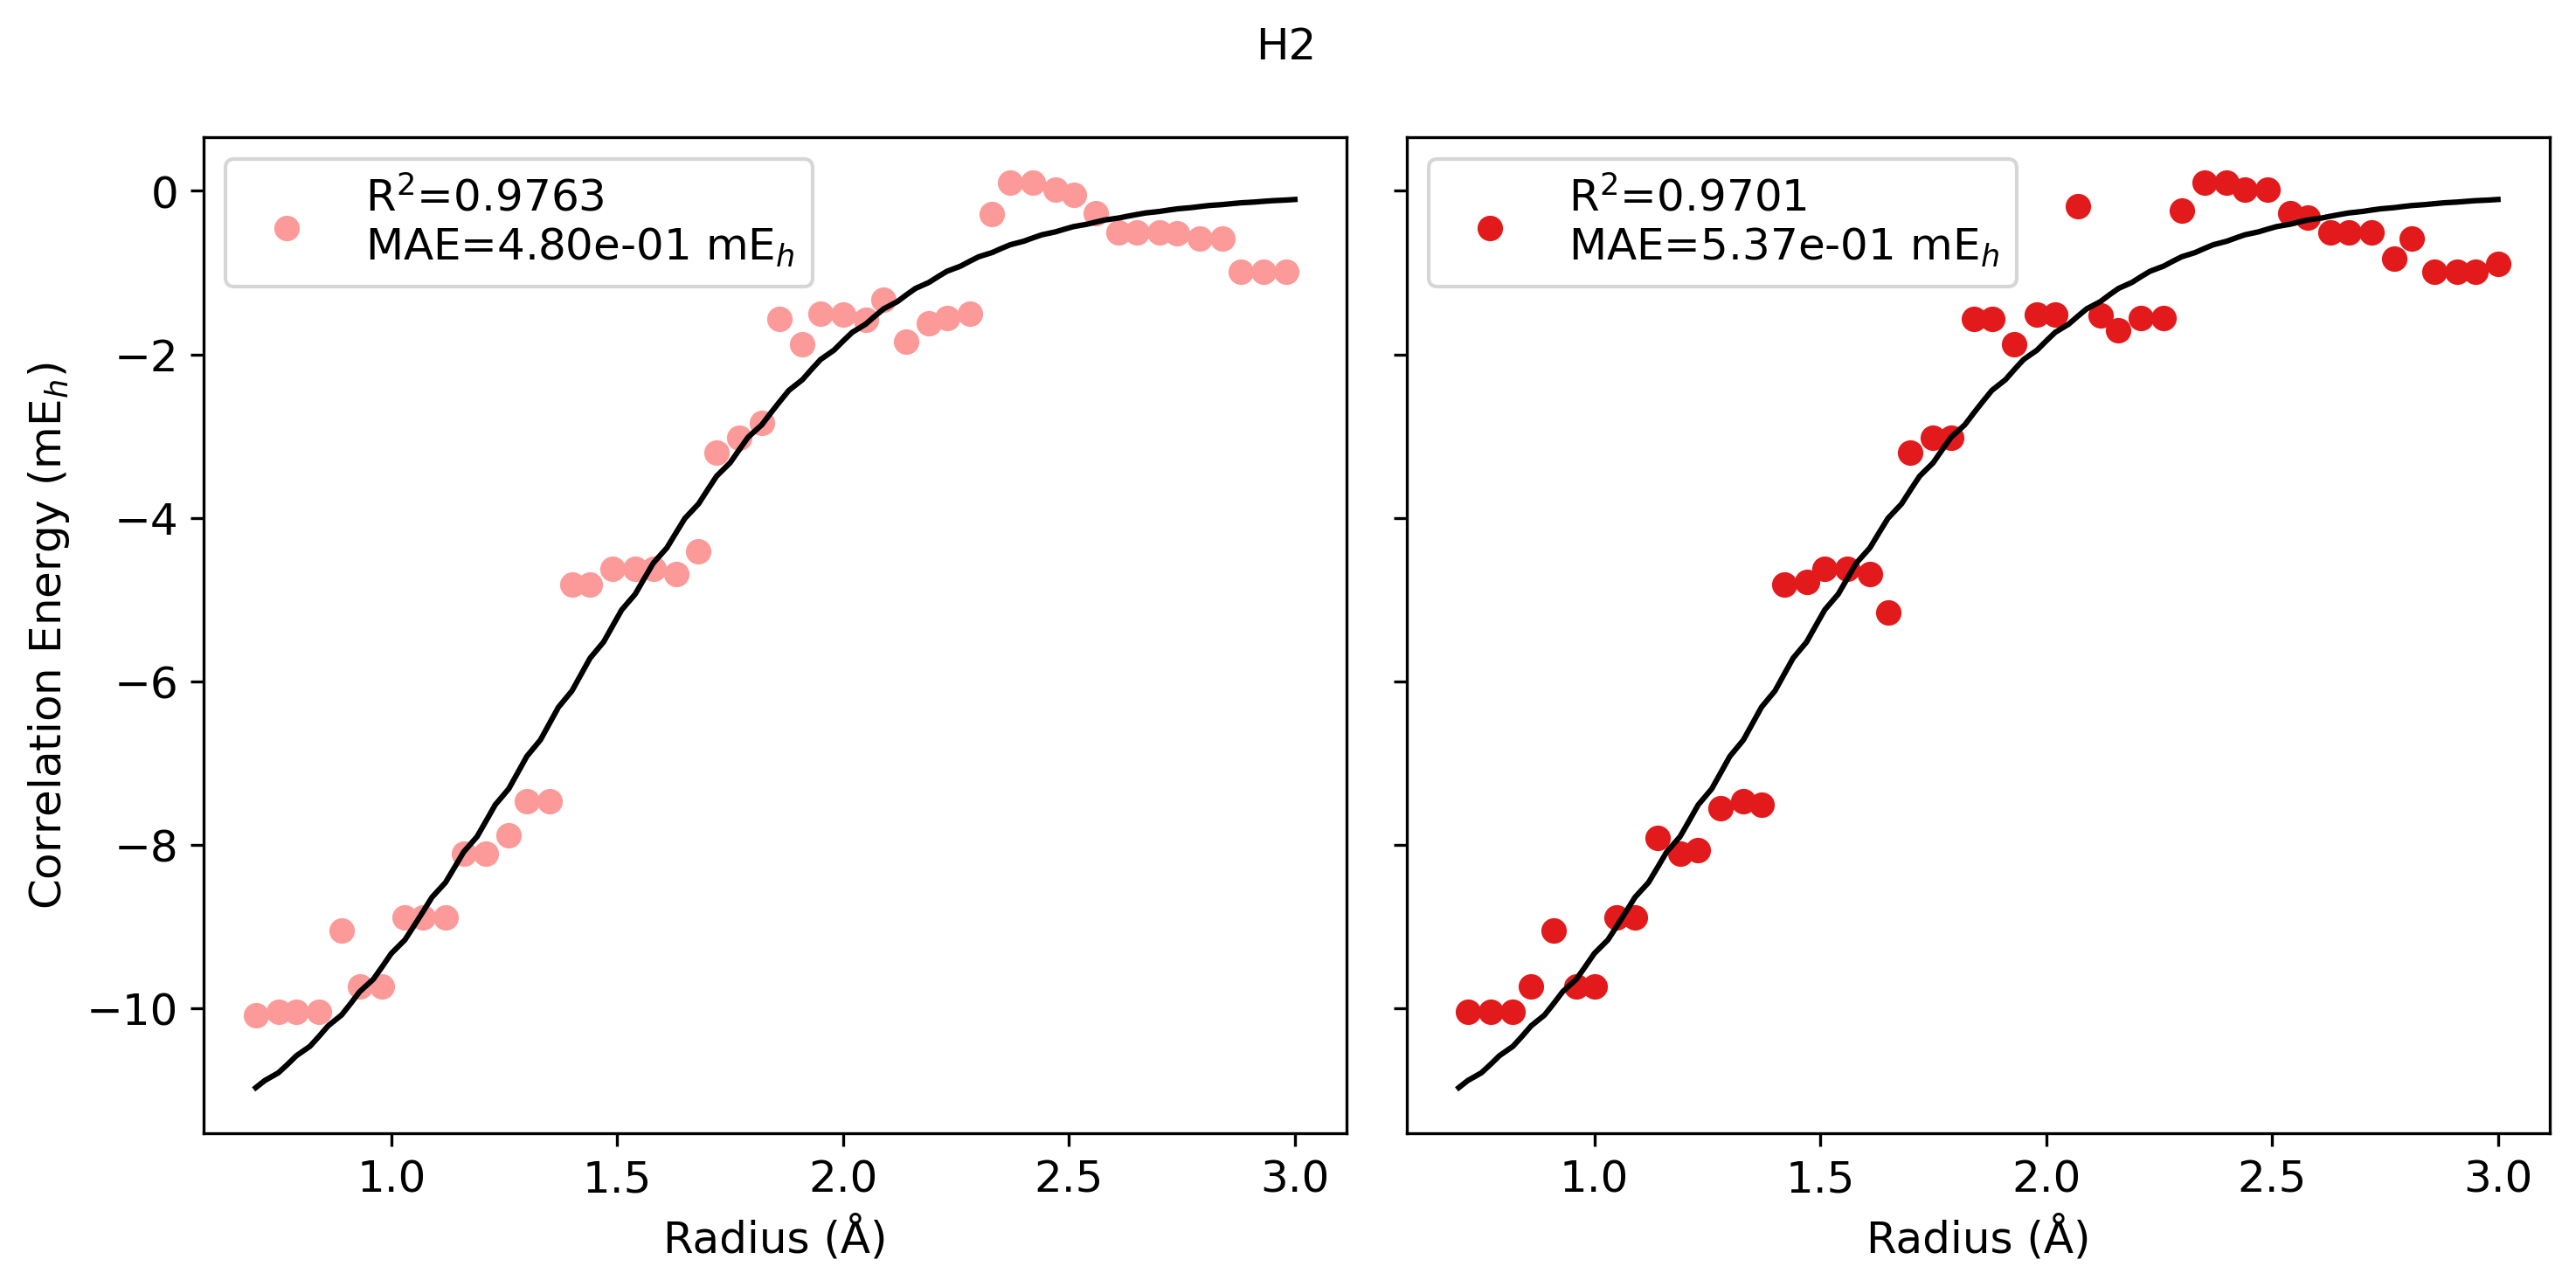 H2
R²=0.9763
MAE=4.80e-01 mEₕ
R²=0.9701
MAE=5.37e-01 mEₕ
Correlation Energy (mEₕ)
0
−2
−4
−6
−8
−10
1.0 1.5 2.0 2.5 3.0
1.0 1.5 2.0 2.5 3.0
Radius (Å)
Radius (Å)